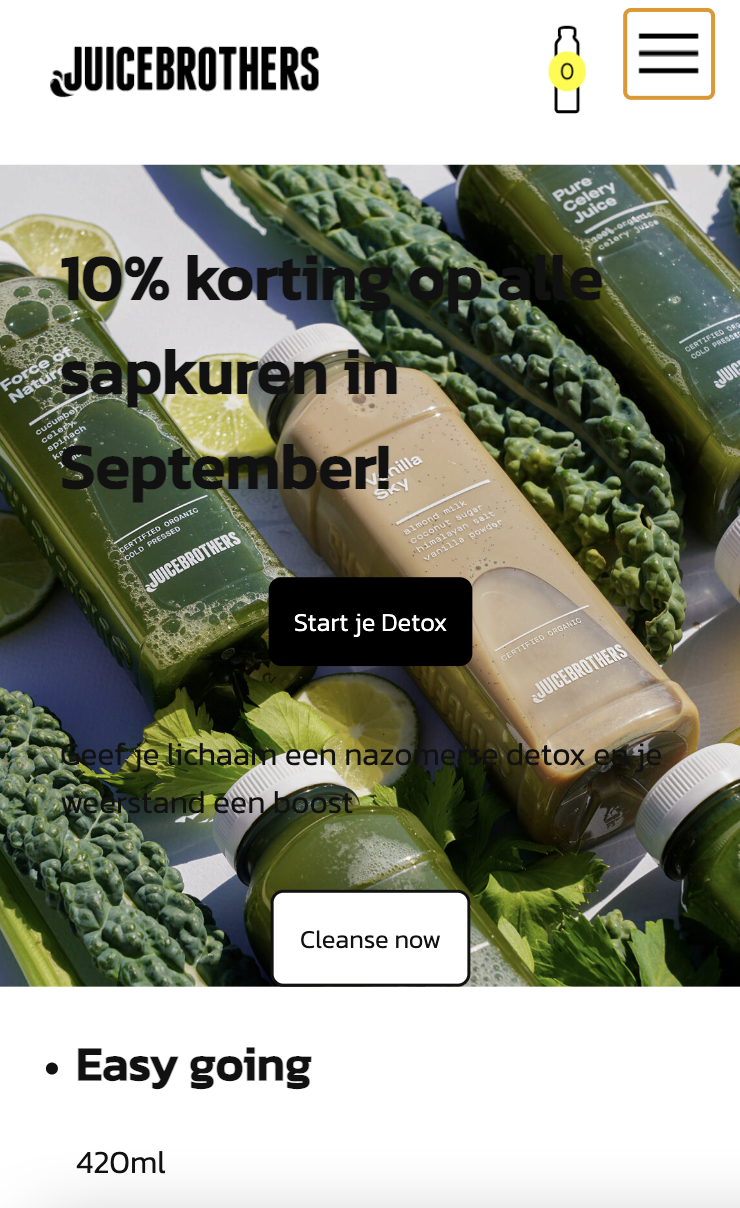 JUICEBROTHERS
0
Pure
Celery
Juice
100% organic
celery juice
10% korting op alle
sapkuren in
September!
Force of
cucumber
celery
spinach
Vanilla
Sky
almond milk
coconut sugar
himalayan salt
vanilla powder
CERTIFIED ORGANIC
COLD PRESSED
JUICEBROTHERS
CERTIFIED ORGANIC
JUICEBROTHERS
Start je Detox
Geef je lichaam een nazomerse detox en je
weerstand een boost
Cleanse now
• Easy going
420ml